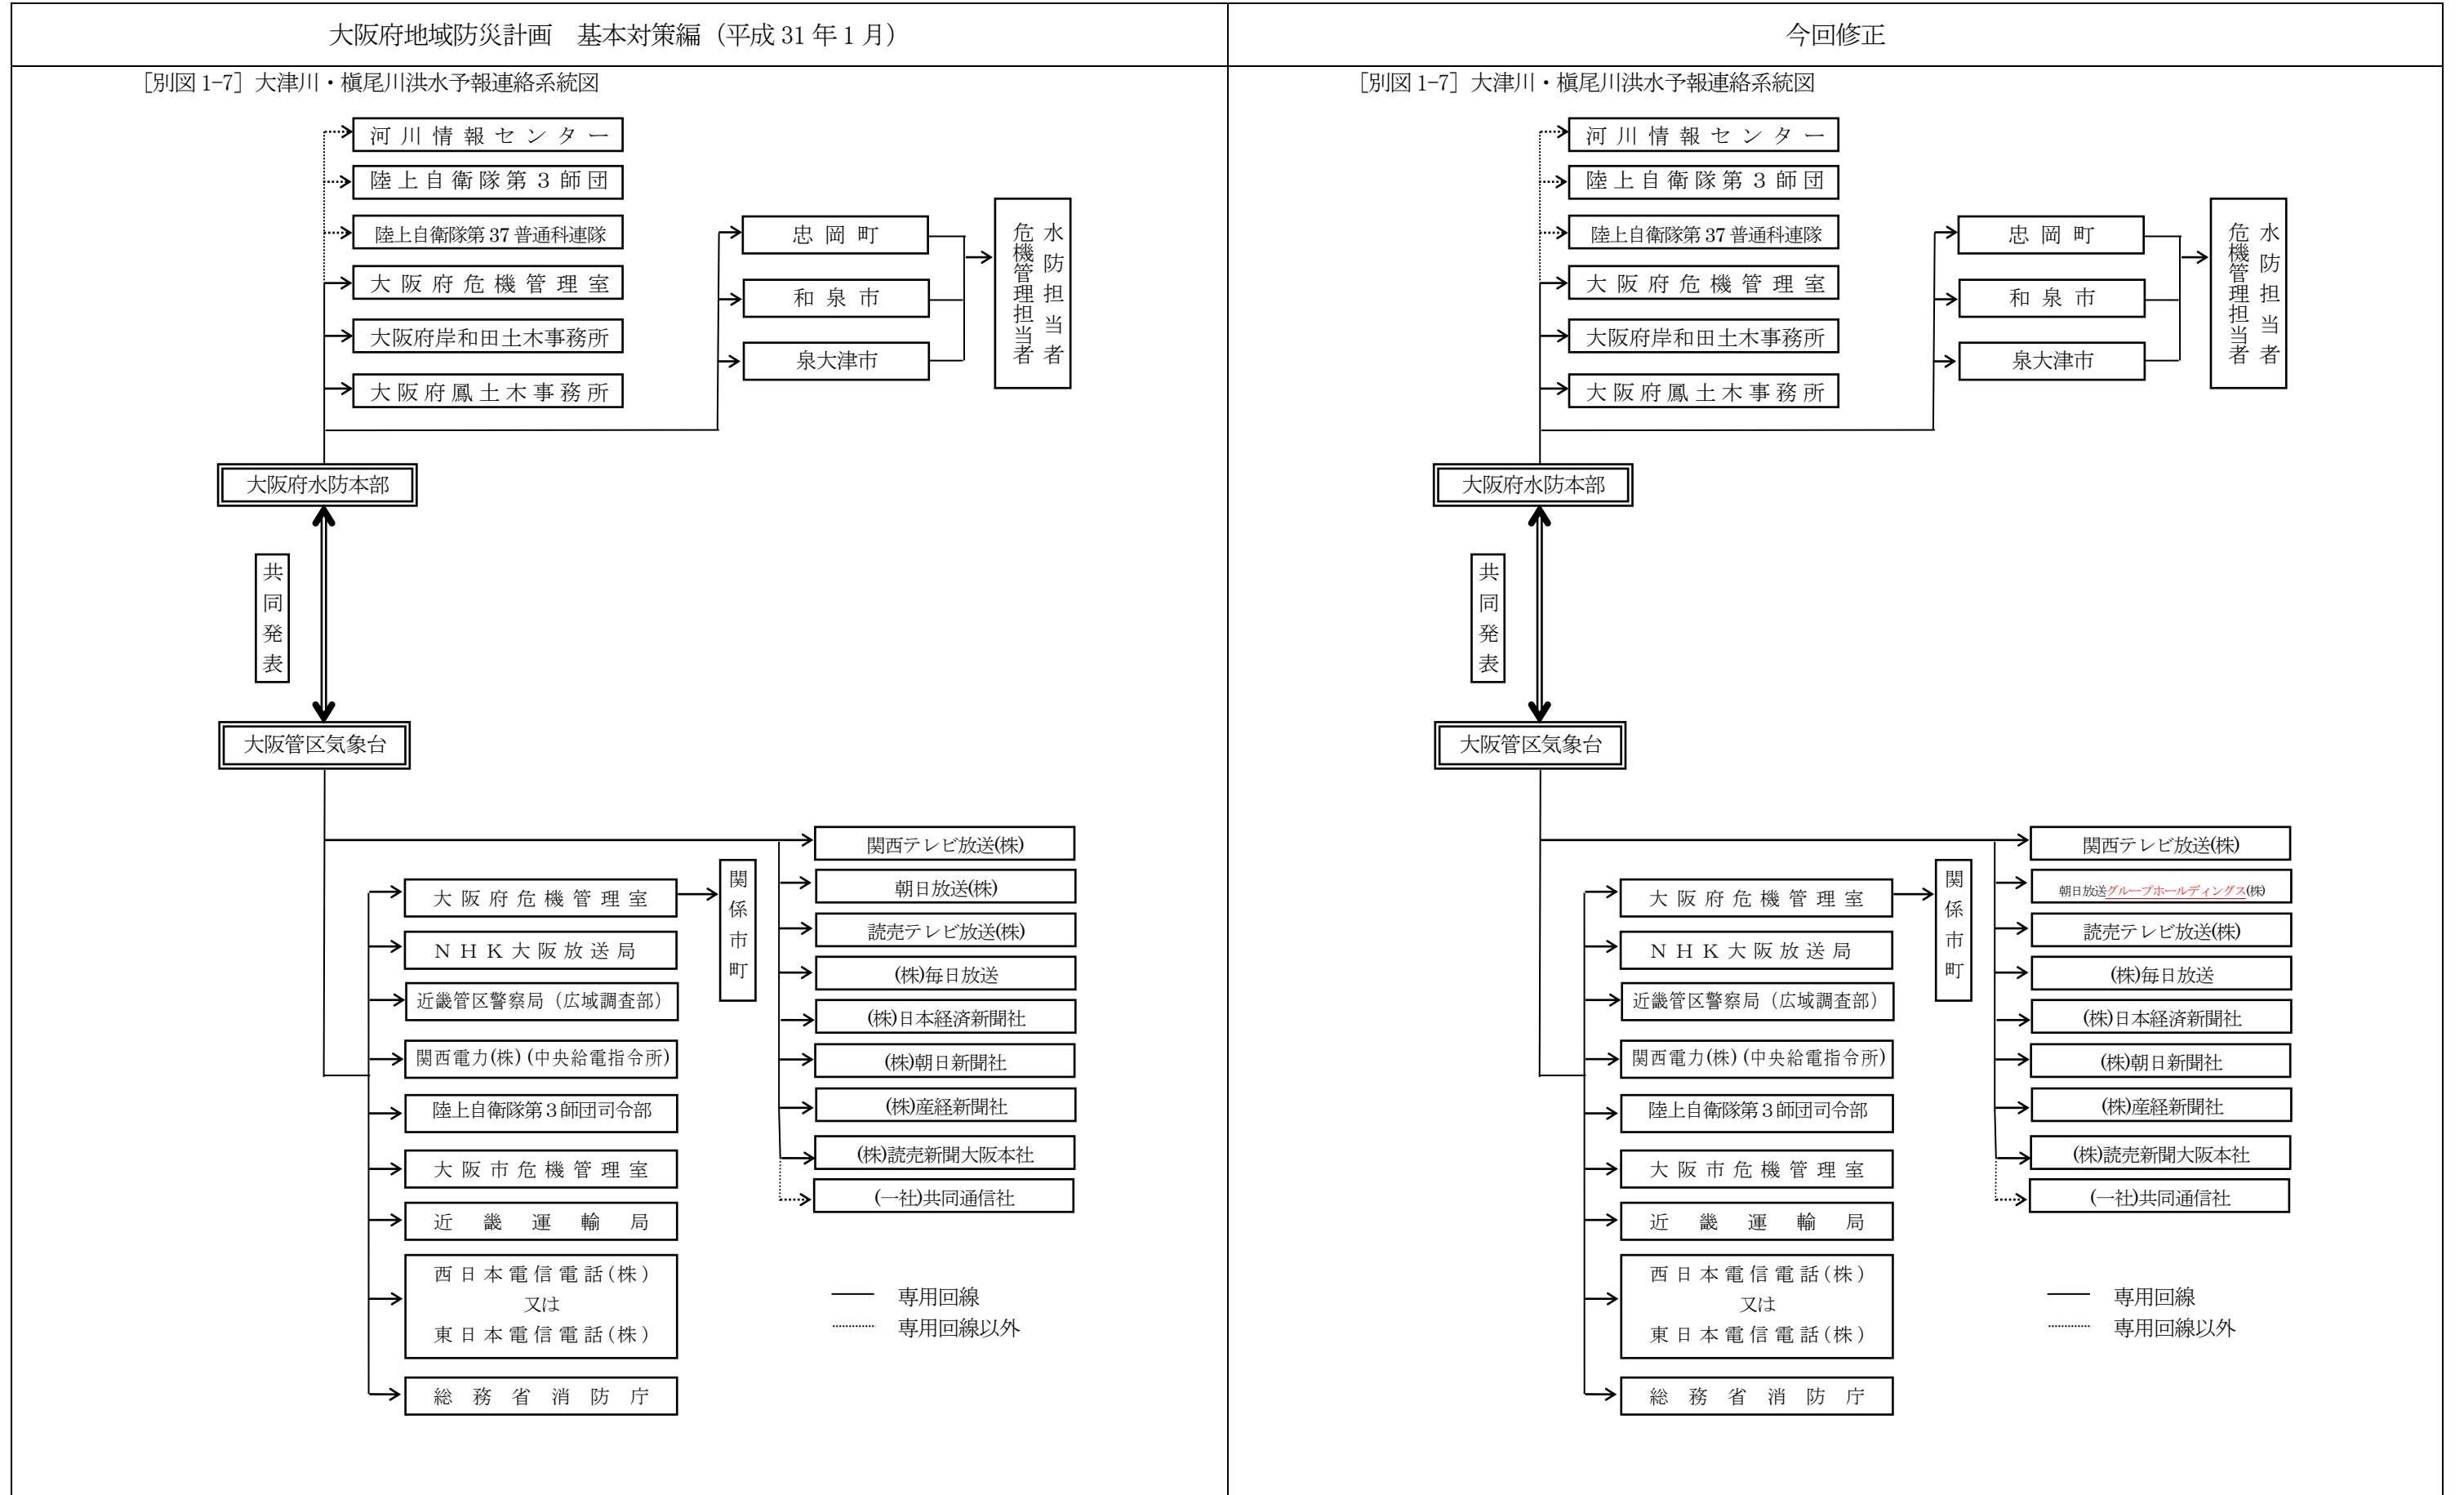 大阪府地域防災計画　基本対策編（平成 31 年 1 月）
［別図 1-7］大津川・槇尾川洪水予報連絡系統図
河川情報センター
陸上自衛隊第３師団
陸上自衛隊第 37 普通科連隊
大阪府危機管理室
大阪府岸和田土木事務所
大阪府鳳土木事務所
忠岡町
和泉市
泉大津市
水防担当者
危機管理担当者
大阪府水防本部
共同発表
大阪管区気象台
関西テレビ放送(株)
朝日放送(株)
読売テレビ放送(株)
(株)毎日放送
(株)日本経済新聞社
(株)朝日新聞社
(株)産経新聞社
(株)読売新聞大阪本社
(一社)共同通信社
大阪府危機管理室
関係市町
ＮＨＫ大阪放送局
近畿管区警察局（広域調査部）
関西電力(株)(中央給電指令所)
陸上自衛隊第３師団司令部
大阪市危機管理室
近畿運輸局
西日本電信電話(株)
又は
東日本電信電話(株)
総務省消防庁
専用回線
専用回線以外
今回修正
［別図 1-7］大津川・槇尾川洪水予報連絡系統図
河川情報センター
陸上自衛隊第３師団
陸上自衛隊第 37 普通科連隊
大阪府危機管理室
大阪府岸和田土木事務所
大阪府鳳土木事務所
忠岡町
和泉市
泉大津市
水防担当者
危機管理担当者
大阪府水防本部
共同発表
大阪管区気象台
関西テレビ放送(株)
朝日放送グループホールディングス(株)
読売テレビ放送(株)
(株)毎日放送
(株)日本経済新聞社
(株)朝日新聞社
(株)産経新聞社
(株)読売新聞大阪本社
(一社)共同通信社
大阪府危機管理室
関係市町
ＮＨＫ大阪放送局
近畿管区警察局（広域調査部）
関西電力(株)(中央給電指令所)
陸上自衛隊第３師団司令部
大阪市危機管理室
近畿運輸局
西日本電信電話(株)
又は
東日本電信電話(株)
総務省消防庁
専用回線
専用回線以外